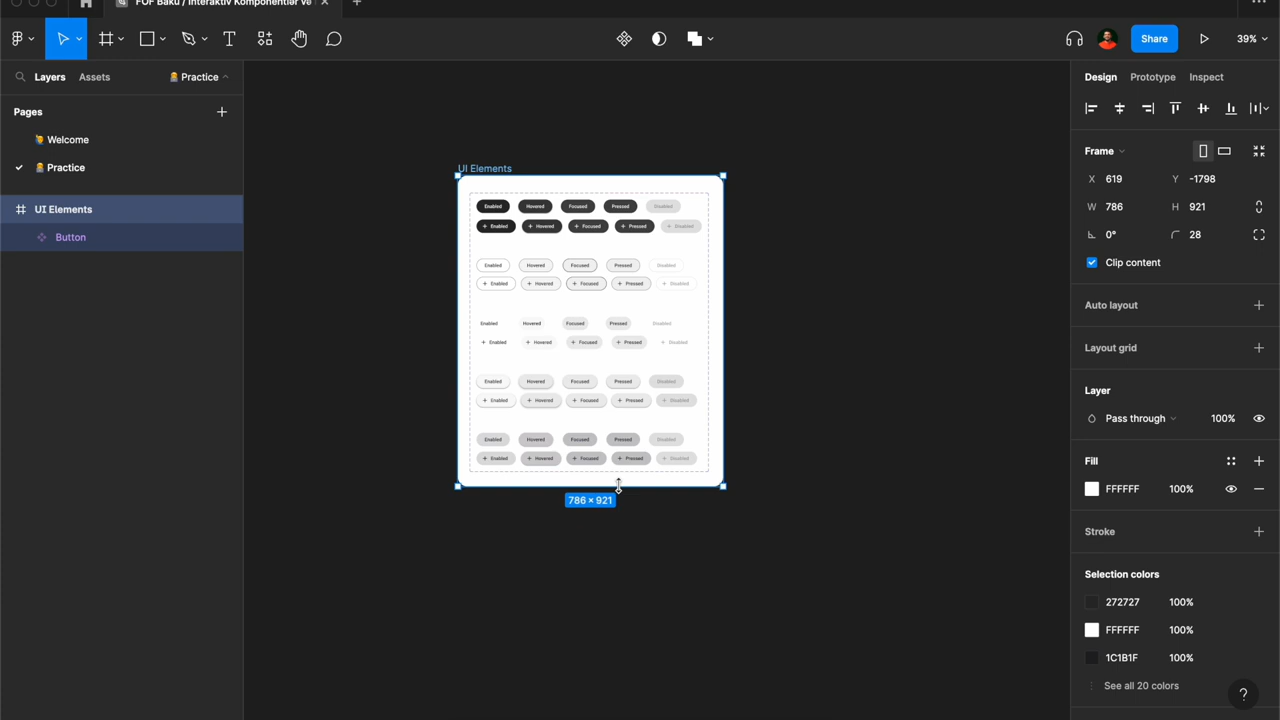 FOF Baku / İnteraktiv Komponentlər və
Share
39%
Layers Assets Practice
Design Prototype Inspect
Pages
Welcome
Practice
UI Elements
Button
UI Elements
Enabled Hovered Focused Pressed Disabled
+ Enabled + Hovered + Focused + Pressed + Disabled
Enabled Hovered Focused Pressed Disabled
+ Enabled + Hovered + Focused + Pressed + Disabled
Enabled Hovered Focused Pressed Disabled
+ Enabled + Hovered + Focused + Pressed + Disabled
Enabled Hovered Focused Pressed Disabled
+ Enabled + Hovered + Focused + Pressed + Disabled
Enabled Hovered Focused Pressed Disabled
+ Enabled + Hovered + Focused + Pressed + Disabled
786 × 921
Frame
619 Y -1798
786 H 921
0° 28
Clip content
Auto layout
Layout grid
Layer
Pass through 100%
Fill
FFFFFF 100%
Stroke
Selection colors
272727 100%
FFFFFF 100%
1C1B1F 100%
See all 20 colors
?